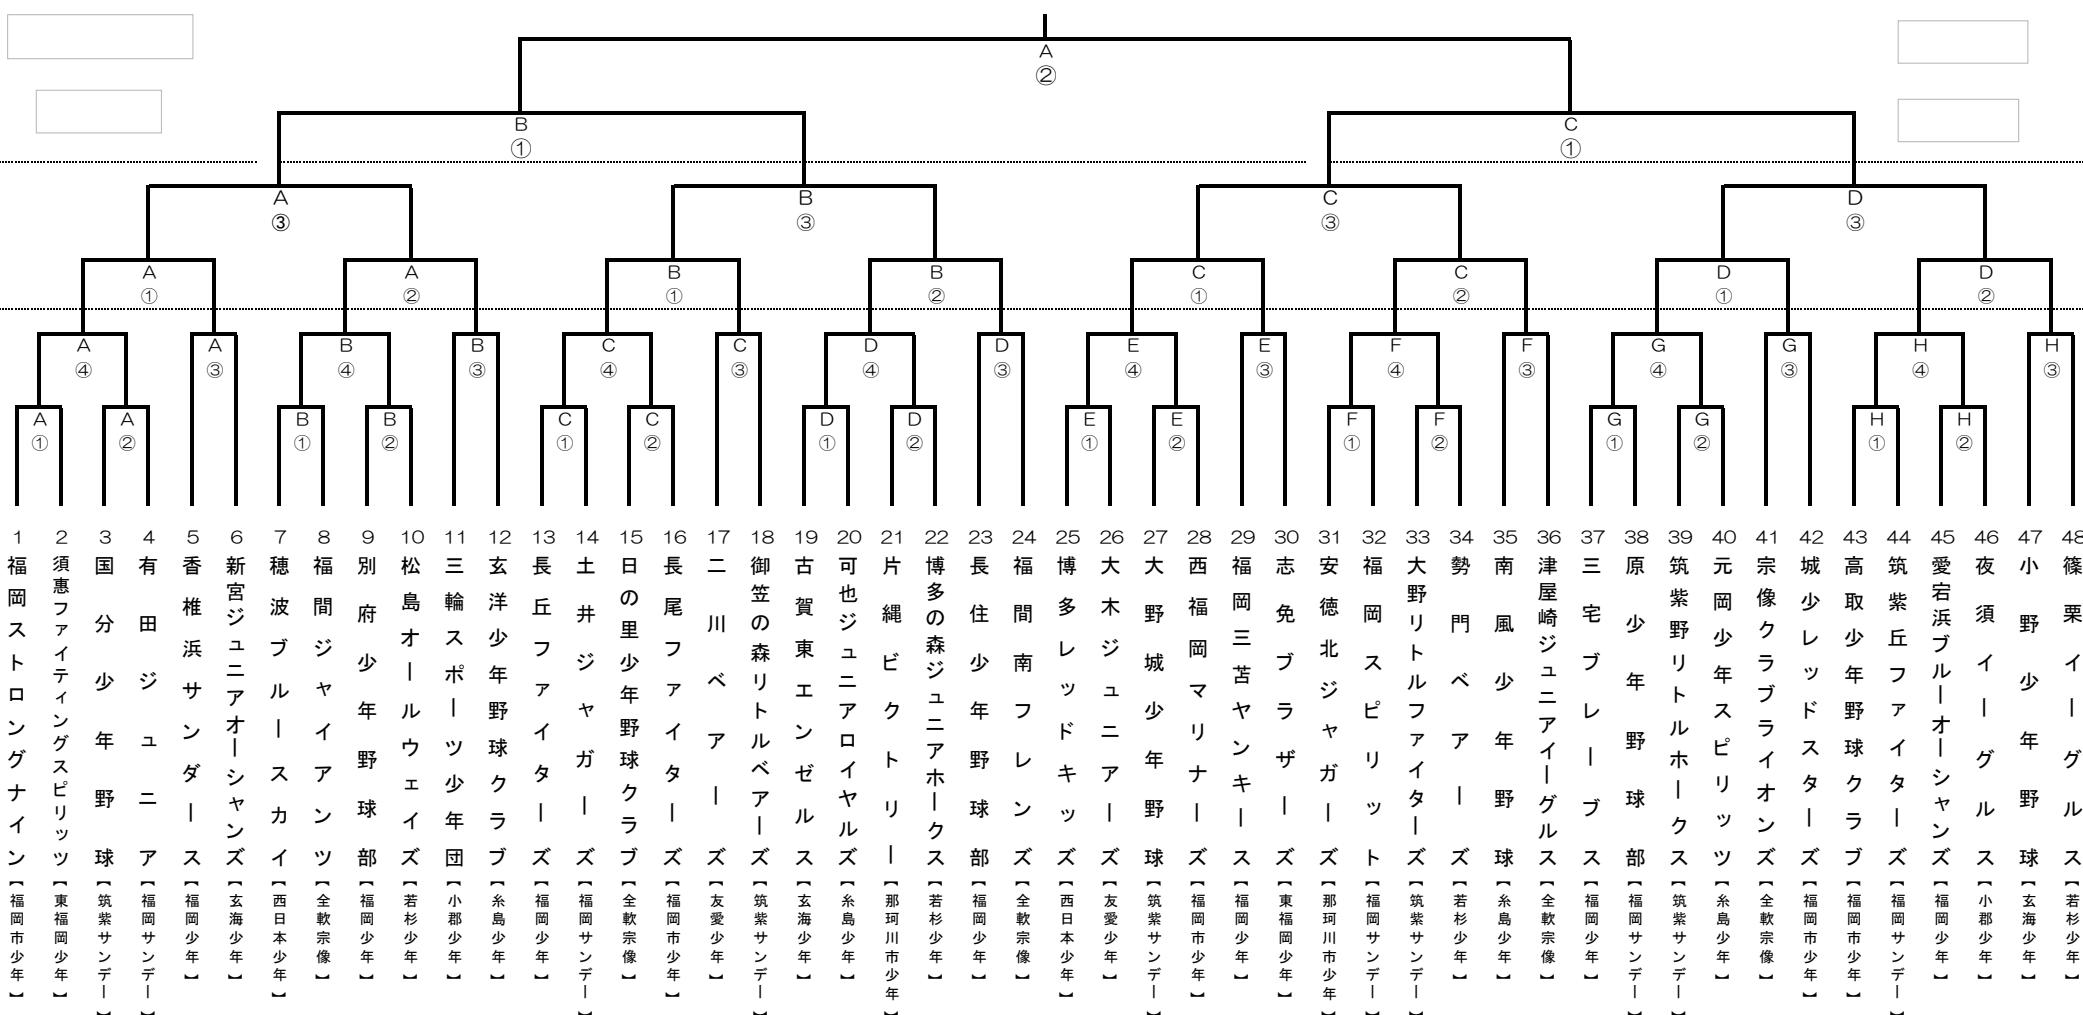 A
②
B
①
C
①
A
③
B
③
C
③
D
③
A
①
A
②
B
①
B
②
C
①
C
②
D
①
D
②
A
④
A
③
B
④
B
③
C
④
C
③
D
④
D
③
E
④
E
③
F
④
F
③
G
④
G
③
H
④
H
③
A
①
A
②
B
①
B
②
C
①
C
②
D
①
D
②
E
①
E
②
F
①
F
②
G
①
G
②
H
①
H
②
1 福岡ストロングナイン【福岡市少年】
2 須惠ファイティングスピリッツ【東福岡少年】
3 国分少年野球【筑紫サンデー】
4 有田ジュニア【福岡サンデー】
5 香椎浜サンダース【福岡少年】
6 新宮ジュニアオーシャンズ【玄海少年】
7 穂波ブルースカイ【西日本少年】
8 福間ジャイアンツ【全軟宗像】
9 別府少年野球部【福岡少年】
10 松島オールウェイズ【若杉少年】
11 三輪スポーツ少年団【小郡少年】
12 玄洋少年野球クラブ【糸島少年】
13 長丘ファイターズ【福岡少年】
14 土井ジャガーズ【福岡サンデー】
15 日の里少年野球クラブ【全軟宗像】
16 長尾ファイターズ【福岡市少年】
17 二川ベアーズ【友愛少年】
18 御笠の森リトルベアーズ【筑紫サンデー】
19 古賀東エンゼルス【玄海少年】
20 可也ジュニアロイヤルズ【糸島少年】
21 片縄ビクトリー【那珂川市少年】
22 博多の森ジュニアホークス【若杉少年】
23 長住少年野球部【福岡少年】
24 福間南フレンズ【全軟宗像】
25 博多レッドキッズ【西日本少年】
26 大木ジュニアーズ【友愛少年】
27 大野城少年野球【筑紫サンデー】
28 西福岡マリナーズ【福岡市少年】
29 福岡三苫ヤンキース【福岡少年】
30 志免ブラザーズ【東福岡少年】
31 安徳北ジャガーズ【那珂川市少年】
32 福岡スピリット【福岡サンデー】
33 大野リトルファイターズ【筑紫サンデー】
34 勢門ベアーズ【若杉少年】
35 南風少年野球【糸島少年】
36 津屋崎ジュニアイーグルス【全軟宗像】
37 三宅ブレーブス【福岡少年】
38 原少年野球部【福岡サンデー】
39 筑紫野リトルホークス【筑紫サンデー】
40 元岡少年スピリッツ【糸島少年】
41 宗像クラブライオンズ【全軟宗像】
42 城少レッドスターズ【福岡市少年】
43 高取少年野球クラブ【福岡市少年】
44 筑紫丘ファイターズ【福岡サンデー】
45 愛宕浜ブルーオーシャンズ【福岡少年】
46 夜須イーグルス【小郡少年】
47 小野少年野球【玄海少年】
48 篠栗イーグルス【若杉少年】